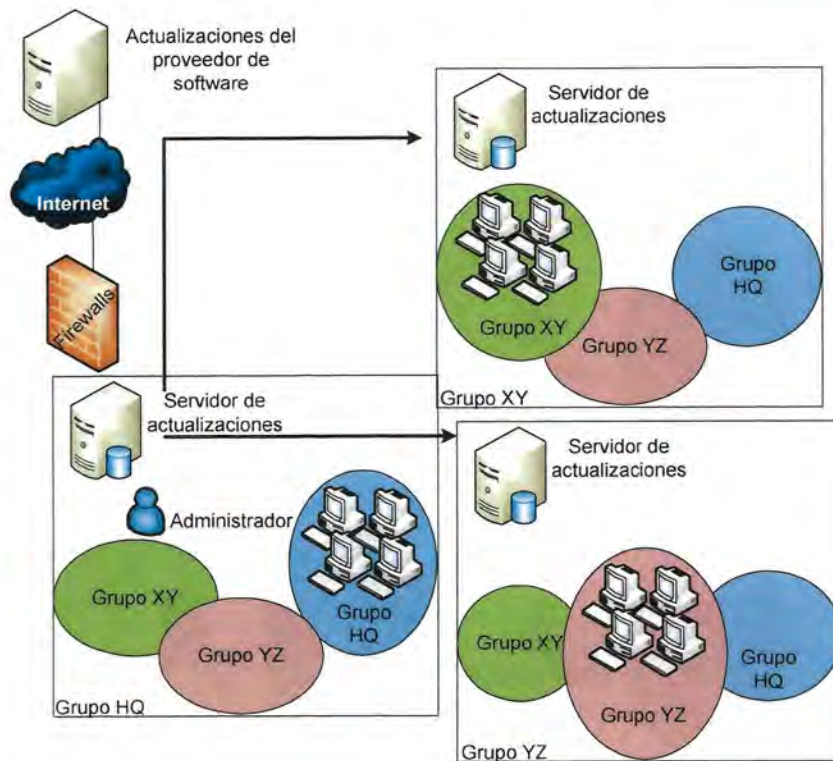 Actualizaciones del
proveedor de
software
Internet
Firewalls
Servidor de
actualizaciones
Grupo XY
Grupo YZ
Grupo
HQ
Grupo XY
Servidor de
actualizaciones
Administrador
Grupo XY
Grupo YZ
Grupo
HQ
Grupo HQ
Servidor de
actualizaciones
Grupo XY
Grupo YZ
Grupo
HQ
Grupo YZ